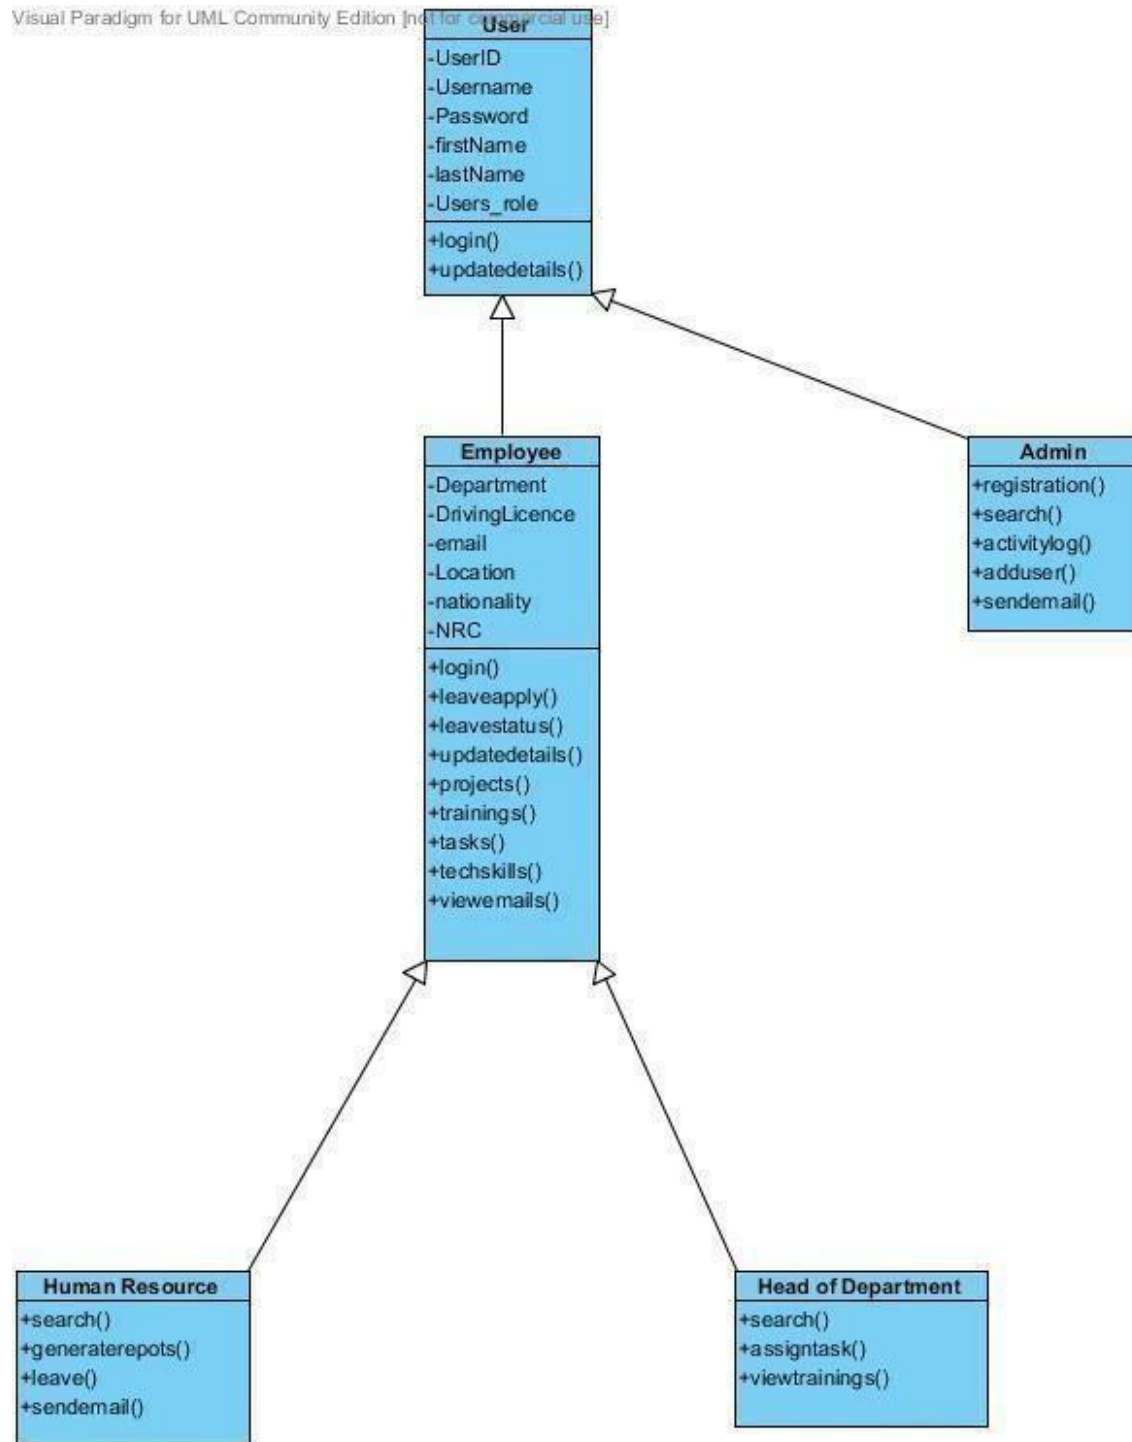 Visual Paradigm for UML Community Edition [not for commercial use]
User
-UserID
-Username
-Password
-firstName
-lastName
-Users_role
+login()
+updatedetails()
Employee
-Department
-DrivingLicence
-email
-Location
-nationality
-NRC
+login()
+leaveapply()
+leavestatus()
+updatedetails()
+projects()
+trainings()
+tasks()
+techskills()
+viewemails()
Admin
+registration()
+search()
+activitylog()
+adduser()
+sendemail()
Human Resource
+search()
+generaterepots()
+leave()
+sendemail()
Head of Department
+search()
+assigntask()
+viewtrainings()